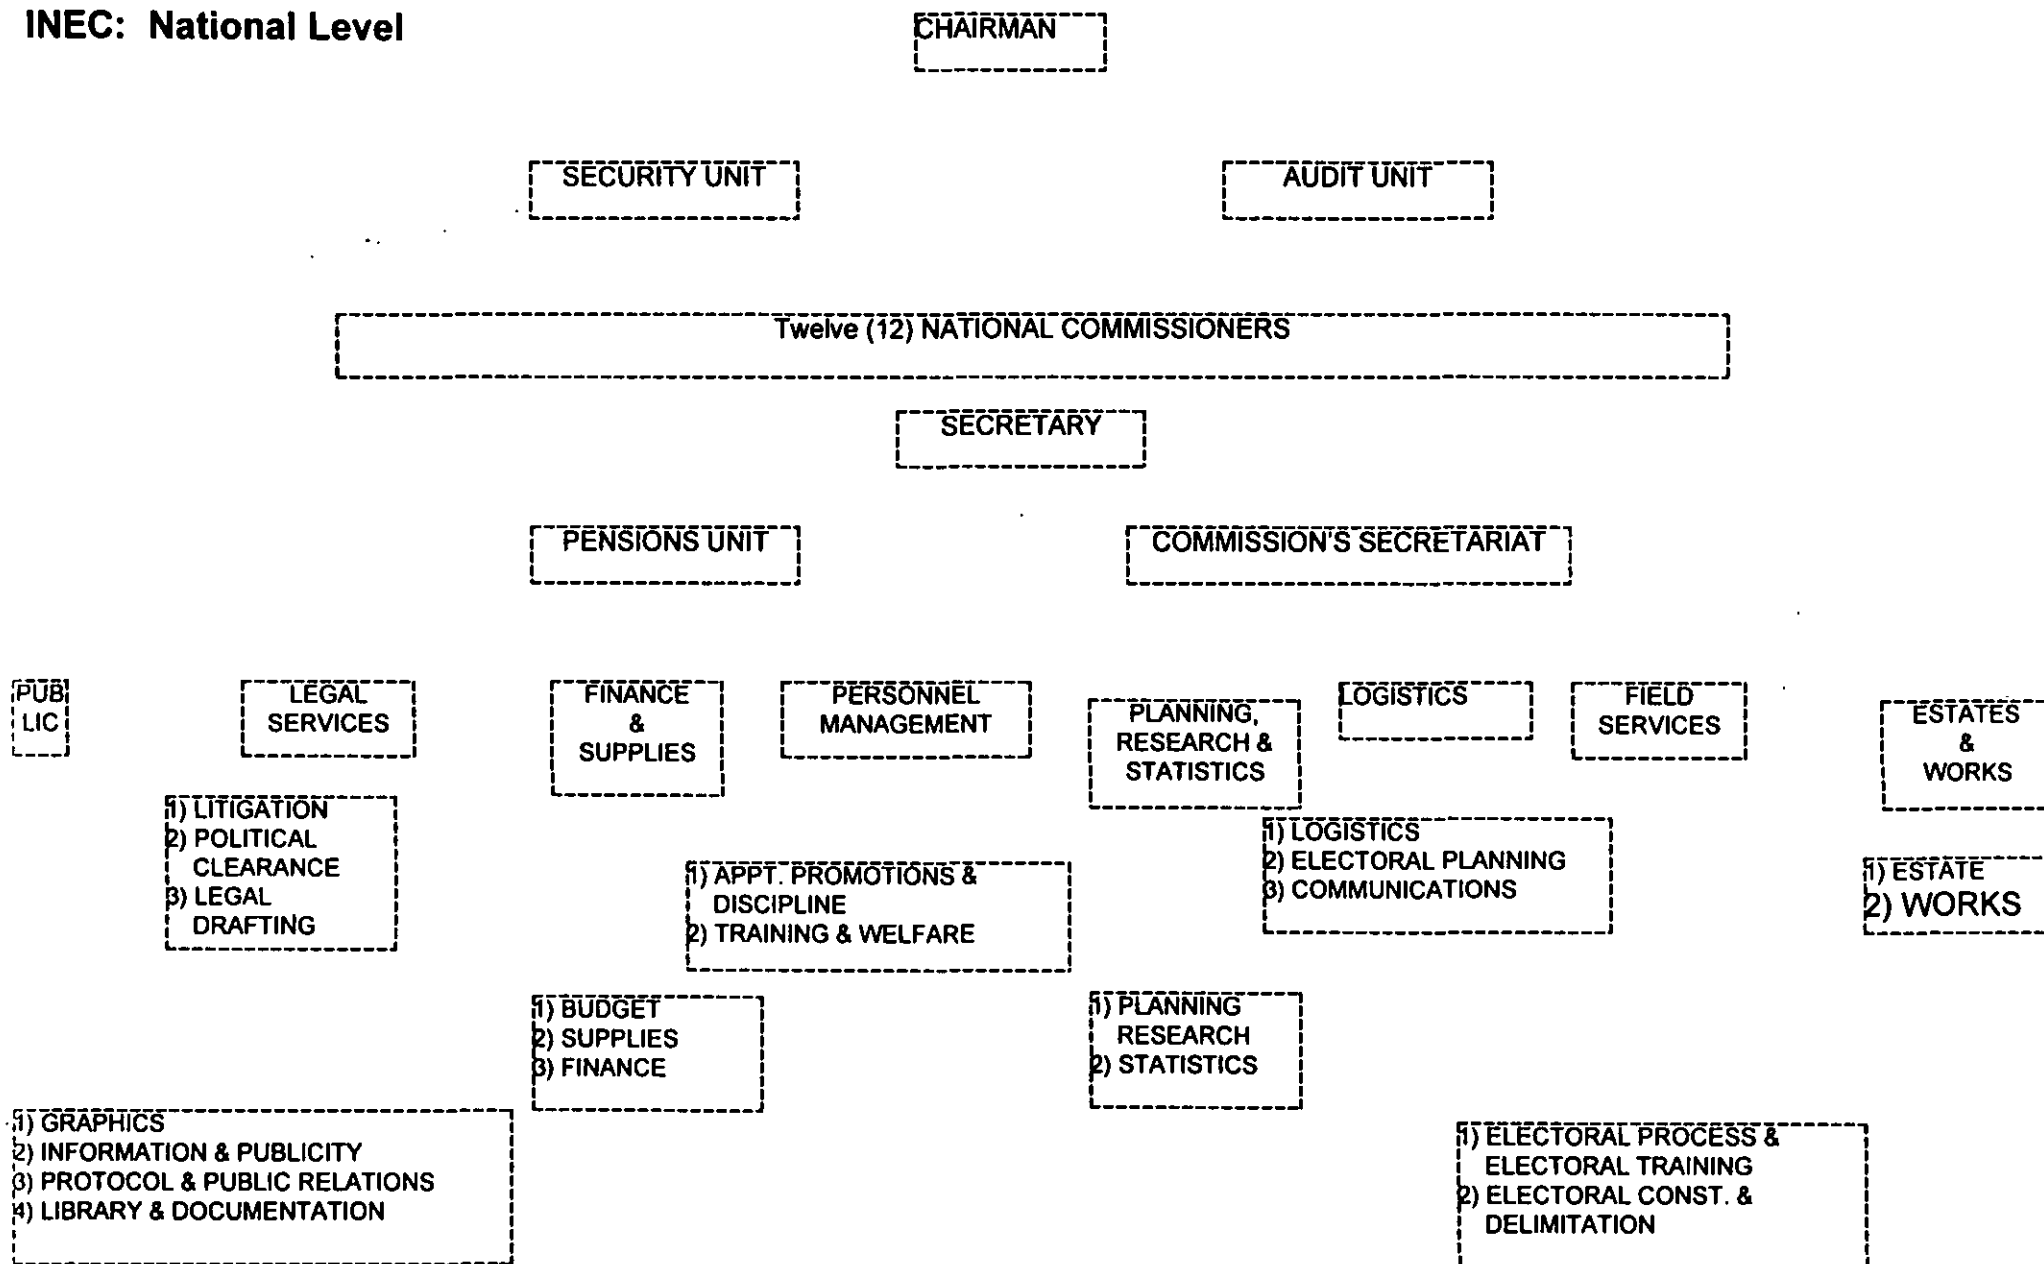 INEC: National Level
CHAIRMAN
SECURITY UNIT
AUDIT UNIT
Twelve (12) NATIONAL COMMISSIONERS
SECRETARY
PENSIONS UNIT
COMMISSION'S SECRETARIAT
PUB
LIC
LEGAL
SERVICES
FINANCE
&
SUPPLIES
PERSONNEL
MANAGEMENT
PLANNING,
RESEARCH &
STATISTICS
LOGISTICS
FIELD
SERVICES
ESTATES
&
WORKS
1) LITIGATION
2) POLITICAL
CLEARANCE
3) LEGAL
DRAFTING
1) APPT. PROMOTIONS &
DISCIPLINE
2) TRAINING & WELFARE
1) LOGISTICS
2) ELECTORAL PLANNING
3) COMMUNICATIONS
1) ESTATE
2) WORKS
1) BUDGET
2) SUPPLIES
3) FINANCE
1) PLANNING
RESEARCH
2) STATISTICS
1) GRAPHICS
2) INFORMATION & PUBLICITY
3) PROTOCOL & PUBLIC RELATIONS
4) LIBRARY & DOCUMENTATION
1) ELECTORAL PROCESS &
ELECTORAL TRAINING
2) ELECTORAL CONST. &
DELIMITATION